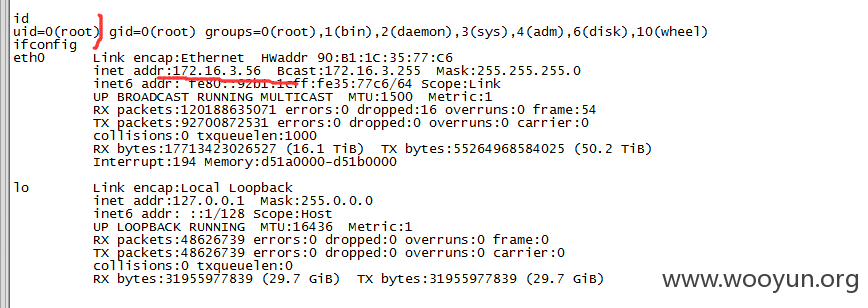 id
uid=0(root) gid=0(root) groups=0(root),1(bin),2(daemon),3(sys),4(adm),6(disk),10(wheel)
ifconfig
eth0 Link encap:Ethernet HWaddr 90:B1:1C:35:77:C6
inet addr:172.16.3.56 Bcast:172.16.3.255 Mask:255.255.255.0
inet6 addr: fe80::92b1:1cff:fe35:77c6/64 Scope:Link
UP BROADCAST RUNNING MULTICAST MTU:1500 Metric:1
RX packets:120188635071 errors:0 dropped:16 overruns:0 frame:54
TX packets:92700872531 errors:0 dropped:0 overruns:0 carrier:0
collisions:0 txqueuelen:1000
RX bytes:17713423026527 (16.1 TiB) TX bytes:55264968584025 (50.2 TiB)
Interrupt:194 Memory:d51a0000-d51b0000
lo Link encap:Local Loopback
inet addr:127.0.0.1 Mask:255.0.0.0
inet6 addr: ::1/128 Scope:Host
UP LOOPBACK RUNNING MTU:16436 Metric:1
RX packets:48626739 errors:0 dropped:0 overruns:0 frame:0
TX packets:48626739 errors:0 dropped:0 overruns:0 carrier:0
collisions:0 txqueuelen:0
RX bytes:31955977839 (29.7 GiB) TX bytes:31955977839 (29.7 GiB)
www.wooyun.org